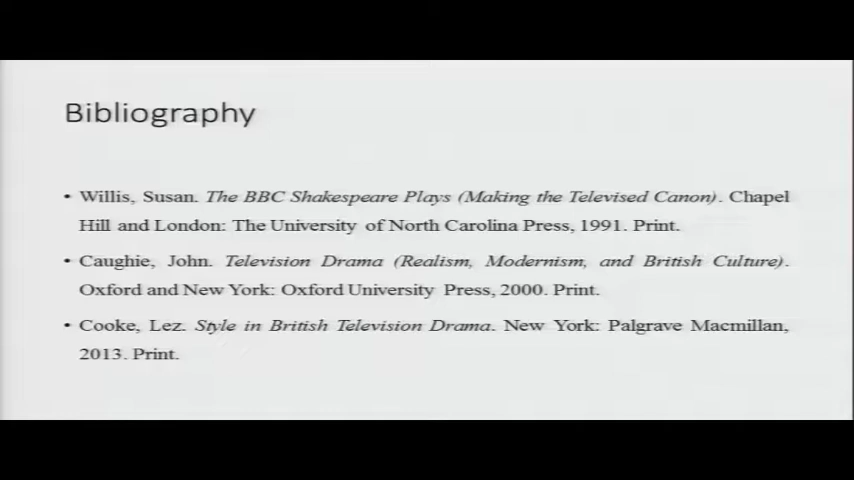 Bibliography
• Willis, Susan. The BBC Shakespeare Plays (Making the Televised Canon). Chapel
Hill and London: The University of North Carolina Press, 1991. Print.
• Caughie, John. Television Drama (Realism, Modernism, and British Culture).
Oxford and New York: Oxford University Press, 2000. Print.
• Cooke, Lez. Style in British Television Drama. New York: Palgrave Macmillan,
2013. Print.